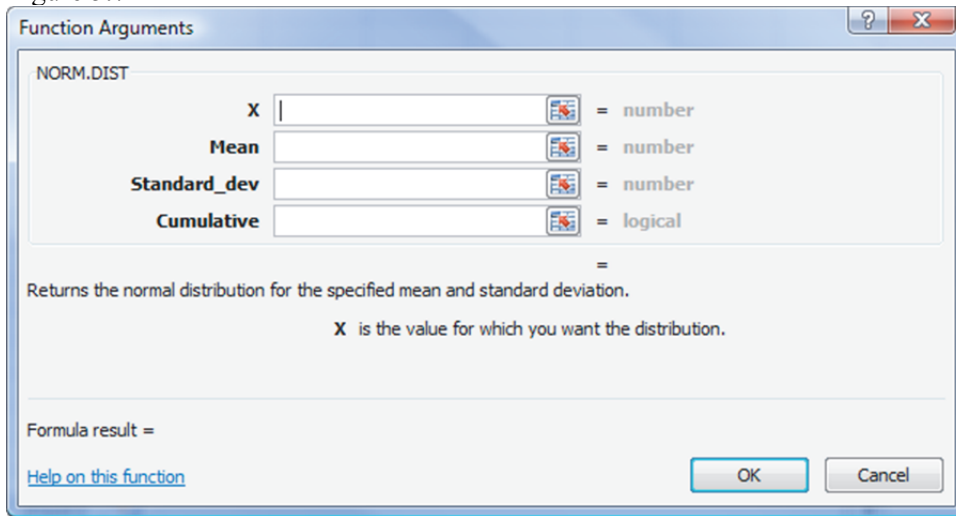 Function Arguments
NORM.DIST
X = number
Mean = number
Standard_dev = number
Cumulative = logical
=
Returns the normal distribution for the specified mean and standard deviation.
X is the value for which you want the distribution.
Formula result =
Help on this function OK Cancel